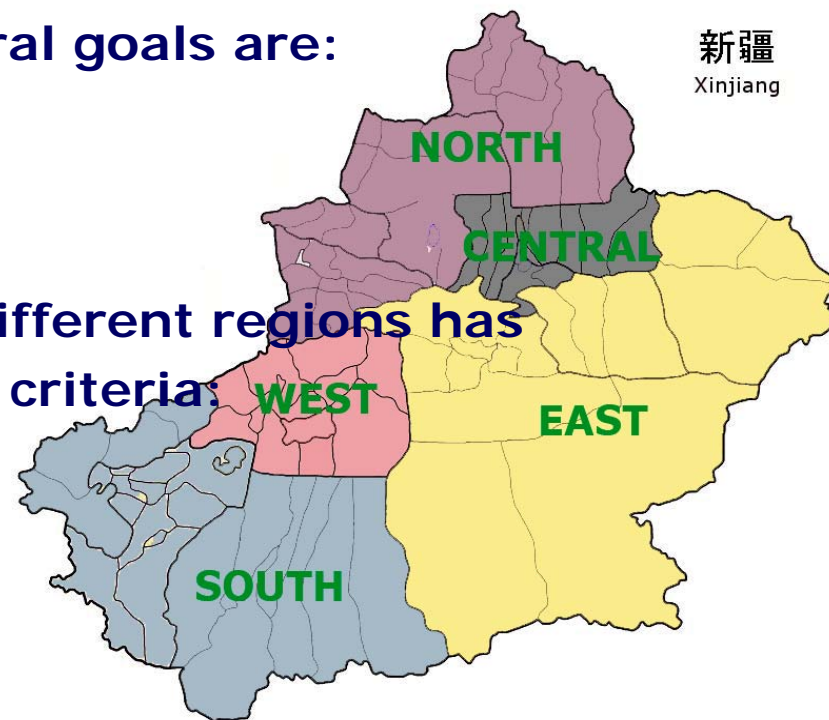 ral goals are:
新疆
Xinjiang
NORTH
CENTRAL
ifferent regions has
criteria:
WEST
EAST
SOUTH